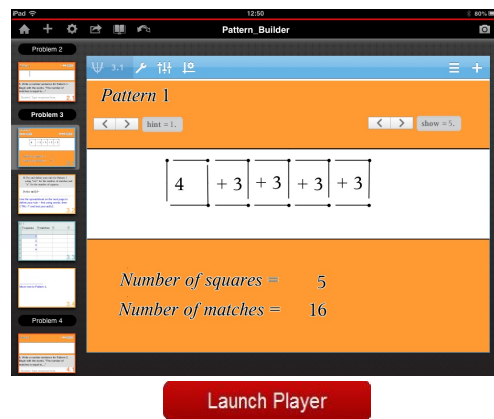 iPad
12:50
80%
Pattern_Builder
Problem 2
3.1
Pattern 1
hint = 1.
show = 5.
Problem 3
4 + 3 + 3 + 3 + 3
Number of squares = 5
Number of matches = 16
Problem 4
Launch Player